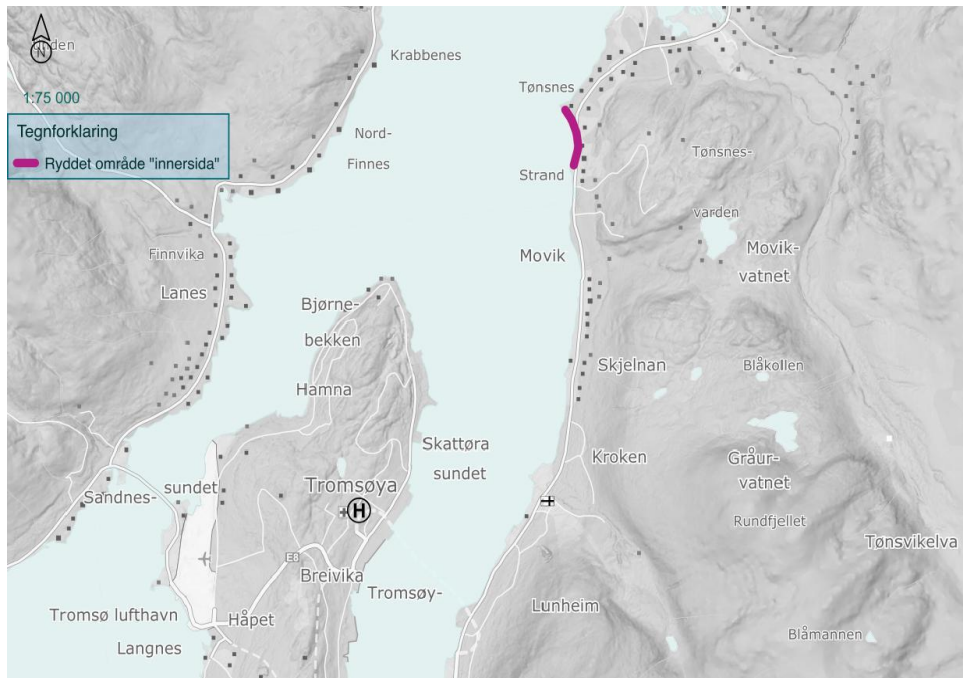 N
Krabbenes
Tønsnes
1:75 000
Tegnforklaring
Ryddet område "innersida"
Nord-
Finnes
Tønsnes-
Strand
varden
Movik
Movik-
vatnet
Finnvika
Lanes
Bjørne-
bekken
Skjelnan
Blåkollen
Hamna
Skattøra
sundet
Kroken
Gråur-
vatnet
Sandnes-
sundet
Tromsøya
H
Rundfjellet
Tønsvikelva
E8
Breivika
Tromsøy-
Lunheim
Tromsø lufthavn
Håpet
Blåmannen
Langnes